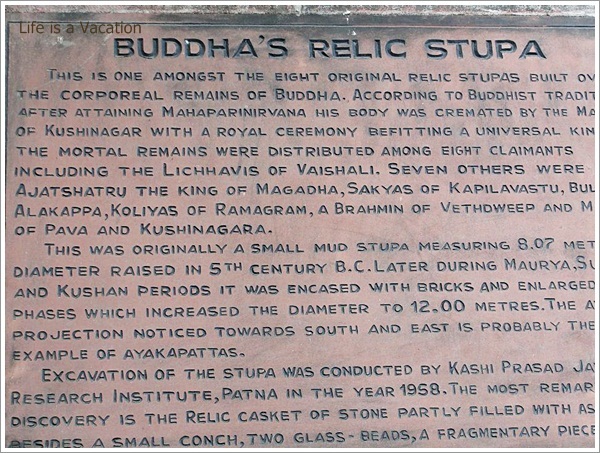 Life is a Vacation
BUDDHA'S RELIC STUPA
THIS IS ONE AMONGST THE EIGHT ORIGINAL RELIC STUPAS BUILT OV
THE CORPOREAL REMAINS OF BUDDHA. ACCORDING TO BUDDHIST TRADIT
AFTER ATTAINING MAHAPARINIRVANA HIS BODY WAS CREMATED BY THE MA
OF KUSHINAGAR WITH A ROYAL CEREMONY BEFITTING A UNIVERSAL KIN
THE MORTAL REMAINS WERE DISTRIBUTED AMONG EIGHT CLAIMANTS
INCLUDING THE LICHHAVIS OF VAISHALI. SEVEN OTHERS WERE
AJATSHATRU THE KING OF MAGADHA, SAKYAS OF KAPILAVASTU, BUL
ALAKAPPA, KOLIYAS OF RAMAGRAM, A BRAHMIN OF VETHDWEEP AND M
OF PAVA AND KUSHINAGARA.
THIS WAS ORIGINALLY A SMALL MUD STUPA MEASURING 8.07 MET
DIAMETER RAISED IN 5TH CENTURY B.C. LATER DURING MAURYA, SU
AND KUSHAN PERIODS IT WAS ENCASED WITH BRICKS AND ENLARGED
PHASES WHICH INCREASED THE DIAMETER TO 12.00 METRES. THE A
PROJECTION NOTICED TOWARDS SOUTH AND EAST IS PROBABLY THE
EXAMPLE OF AYAKAPATTAS.
EXCAVATION OF THE STUPA WAS CONDUCTED BY KASHI PRASAD JA
RESEARCH INSTITUTE, PATNA IN THE YEAR 1958. THE MOST REMAR
DISCOVERY IS THE RELIC CASKET OF STONE PARTLY FILLED WITH AS
BESIDES A SMALL CONCH, TWO GLASS-BEADS, A FRAGMENTARY PIECE